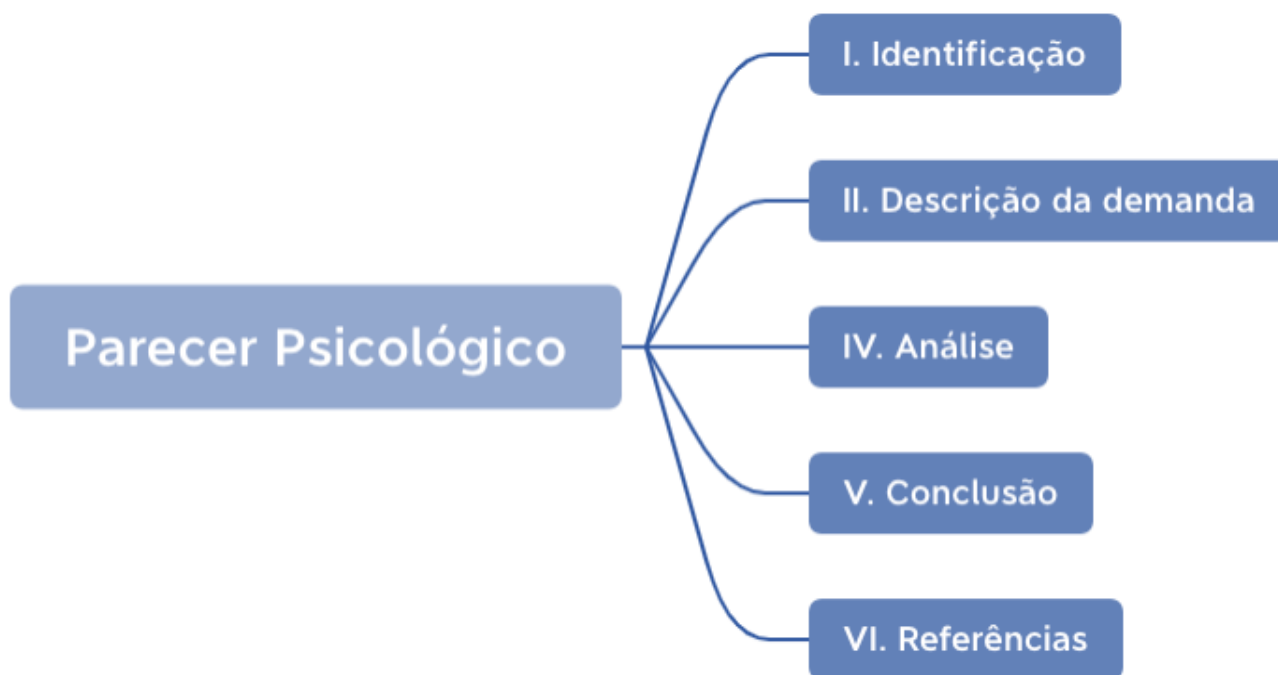 I. Identificação
II. Descrição da demanda
Parecer Psicológico
IV. Análise
V. Conclusão
VI. Referências